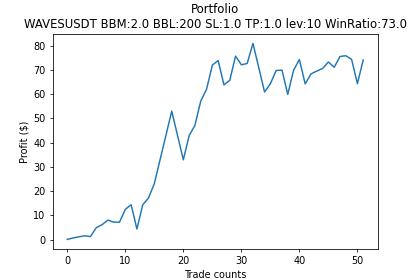 Portfolio
WAVESUSDT BBM:2.0 BBL:200 SL:1.0 TP:1.0 lev:10 WinRatio:73.0
80
70
60
50
40
30
20
10
0
Profit ($)
0 10 20 30 40 50
Trade counts